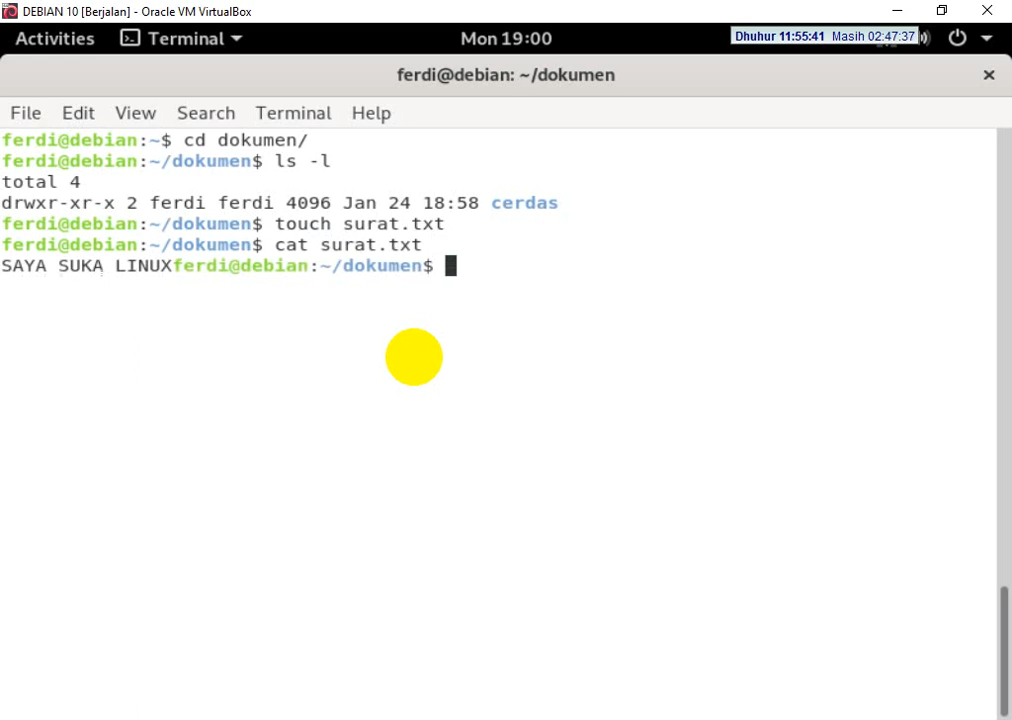 DEBIAN 10 [Berjalan] - Oracle VM VirtualBox
Activities Terminal Mon 19:00 Dhuhur 11:55:41 Masih 02:47:37
ferdi@debian: ~/dokumen
File Edit View Search Terminal Help
ferdi@debian:~$ cd dokumen/
ferdi@debian:~/dokumen$ ls -l
total 4
drwxr-xr-x 2 ferdi ferdi 4096 Jan 24 18:58 cerdas
ferdi@debian:~/dokumen$ touch surat.txt
ferdi@debian:~/dokumen$ cat surat.txt
SAYA SUKA LINUXferdi@debian:~/dokumen$